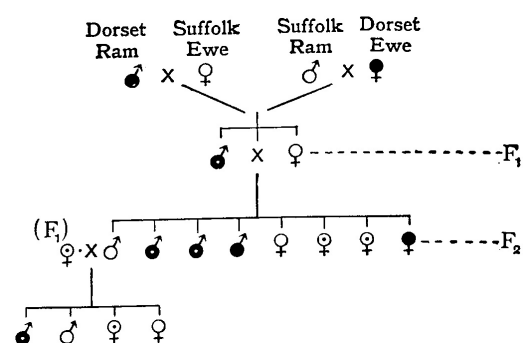 Dorset Ram
Suffolk Ewe
Suffolk Ram
Dorset Ewe
♂ X ♀ ♂ X ♀
♂ X ♀ F₁
(F₁)
♀ · X ♂ ♂ ♂ ♂ ♀ ♀ ♀ ♀ F₂
♂ ♂ ♀ ♀